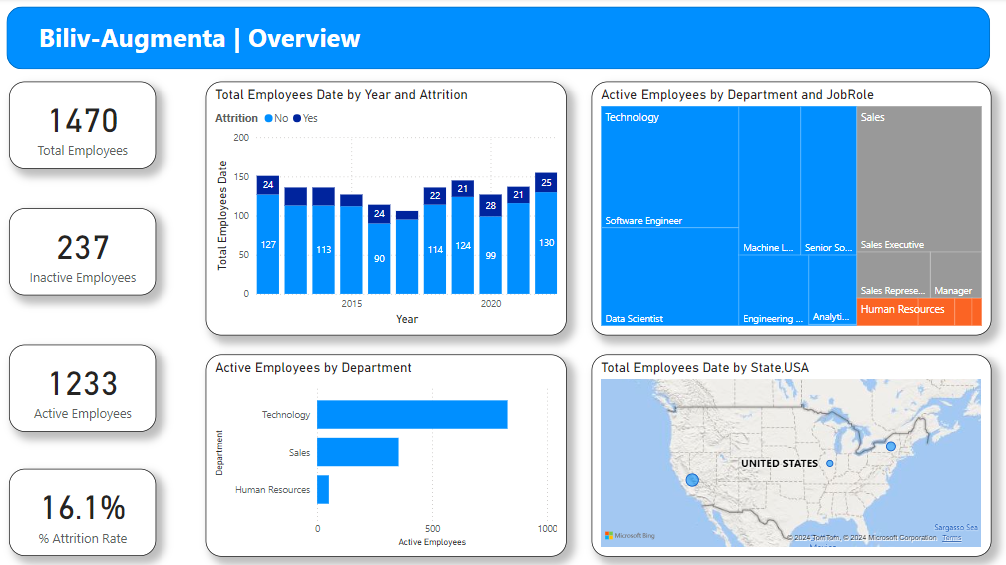 Biliv-Augmenta | Overview
1470
Total Employees
237
Inactive Employees
1233
Active Employees
16.1%
% Attrition Rate
Total Employees Date by Year and Attrition
Attrition No Yes
Total Employees Date
200
150
100
50
0
24
24
22
21
28
21
25
127
113
90
114
124
99
130
2015
2020
Year
Active Employees by Department and JobRole
Technology
Software Engineer
Data Scientist
Machine L...
Senior So...
Engineering ...
Analyti...
Sales
Sales Executive
Sales Represe...
Manager
Human Resources
Active Employees by Department
Department
Technology
Sales
Human Resources
0
500
1000
Active Employees
Total Employees Date by State,USA
UNITED STATES
Sargasso Sea
Microsoft Bing
© 2024 TomTom, © 2024 Microsoft Corporation Terms